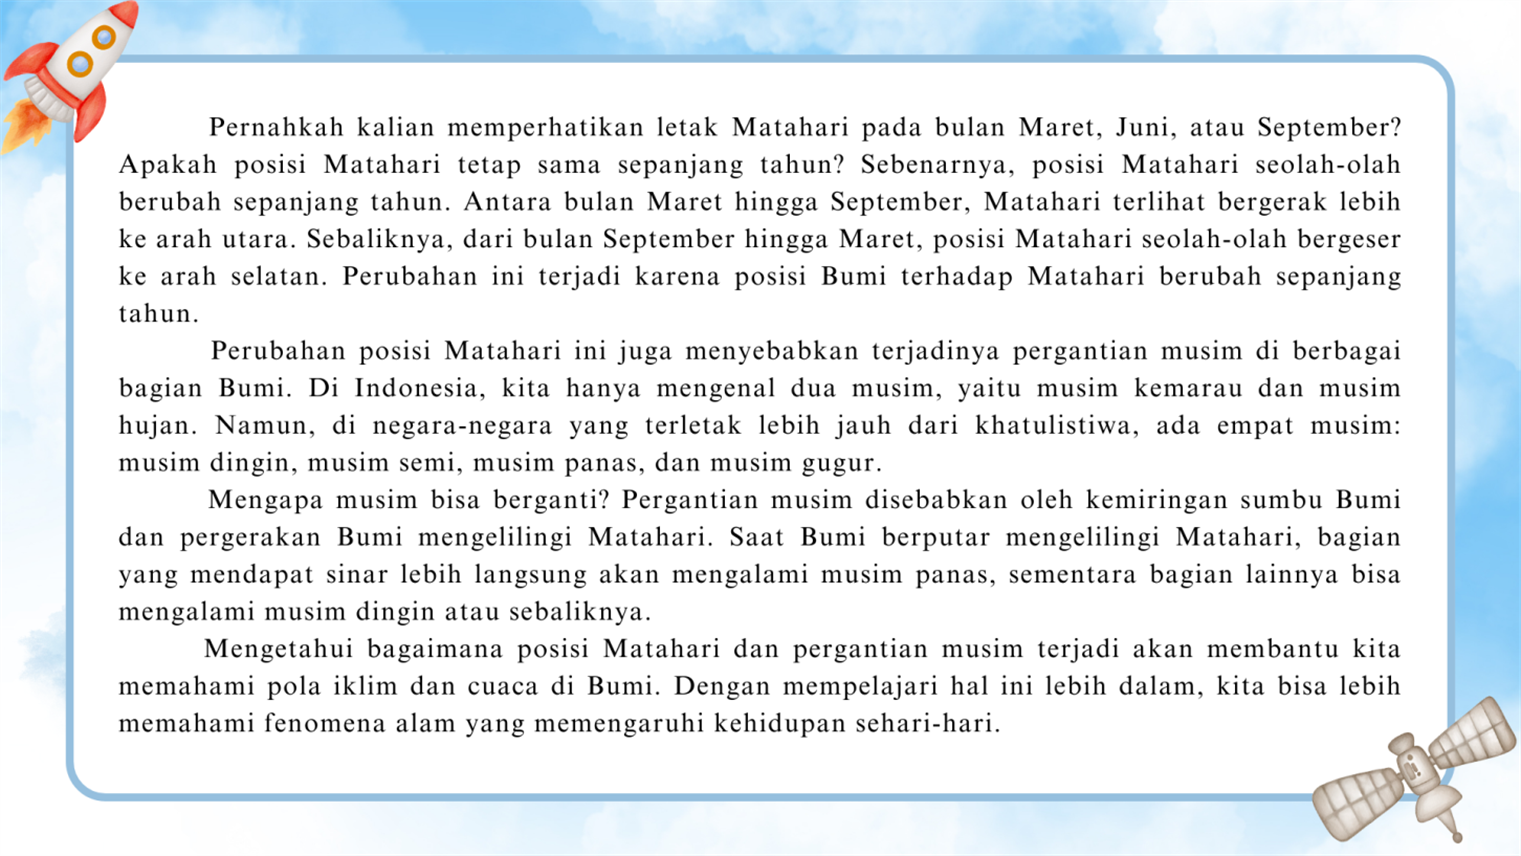 Pernahkah kalian memperhatikan letak Matahari pada bulan Maret, Juni, atau September?
Apakah posisi Matahari tetap sama sepanjang tahun? Sebenarnya, posisi Matahari seolah-olah
berubah sepanjang tahun. Antara bulan Maret hingga September, Matahari terlihat bergerak lebih
ke arah utara. Sebaliknya, dari bulan September hingga Maret, posisi Matahari seolah-olah bergeser
ke arah selatan. Perubahan ini terjadi karena posisi Bumi terhadap Matahari berubah sepanjang
tahun.
Perubahan posisi Matahari ini juga menyebabkan terjadinya pergantian musim di berbagai
bagian Bumi. Di Indonesia, kita hanya mengenal dua musim, yaitu musim kemarau dan musim
hujan. Namun, di negara-negara yang terletak lebih jauh dari khatulistiwa, ada empat musim:
musim dingin, musim semi, musim panas, dan musim gugur.
Mengapa musim bisa berganti? Pergantian musim disebabkan oleh kemiringan sumbu Bumi
dan pergerakan Bumi mengelilingi Matahari. Saat Bumi berputar mengelilingi Matahari, bagian
yang mendapat sinar lebih langsung akan mengalami musim panas, sementara bagian lainnya bisa
mengalami musim dingin atau sebaliknya.
Mengetahui bagaimana posisi Matahari dan pergantian musim terjadi akan membantu kita
memahami pola iklim dan cuaca di Bumi. Dengan mempelajari hal ini lebih dalam, kita bisa lebih
memahami fenomena alam yang memengaruhi kehidupan sehari-hari.